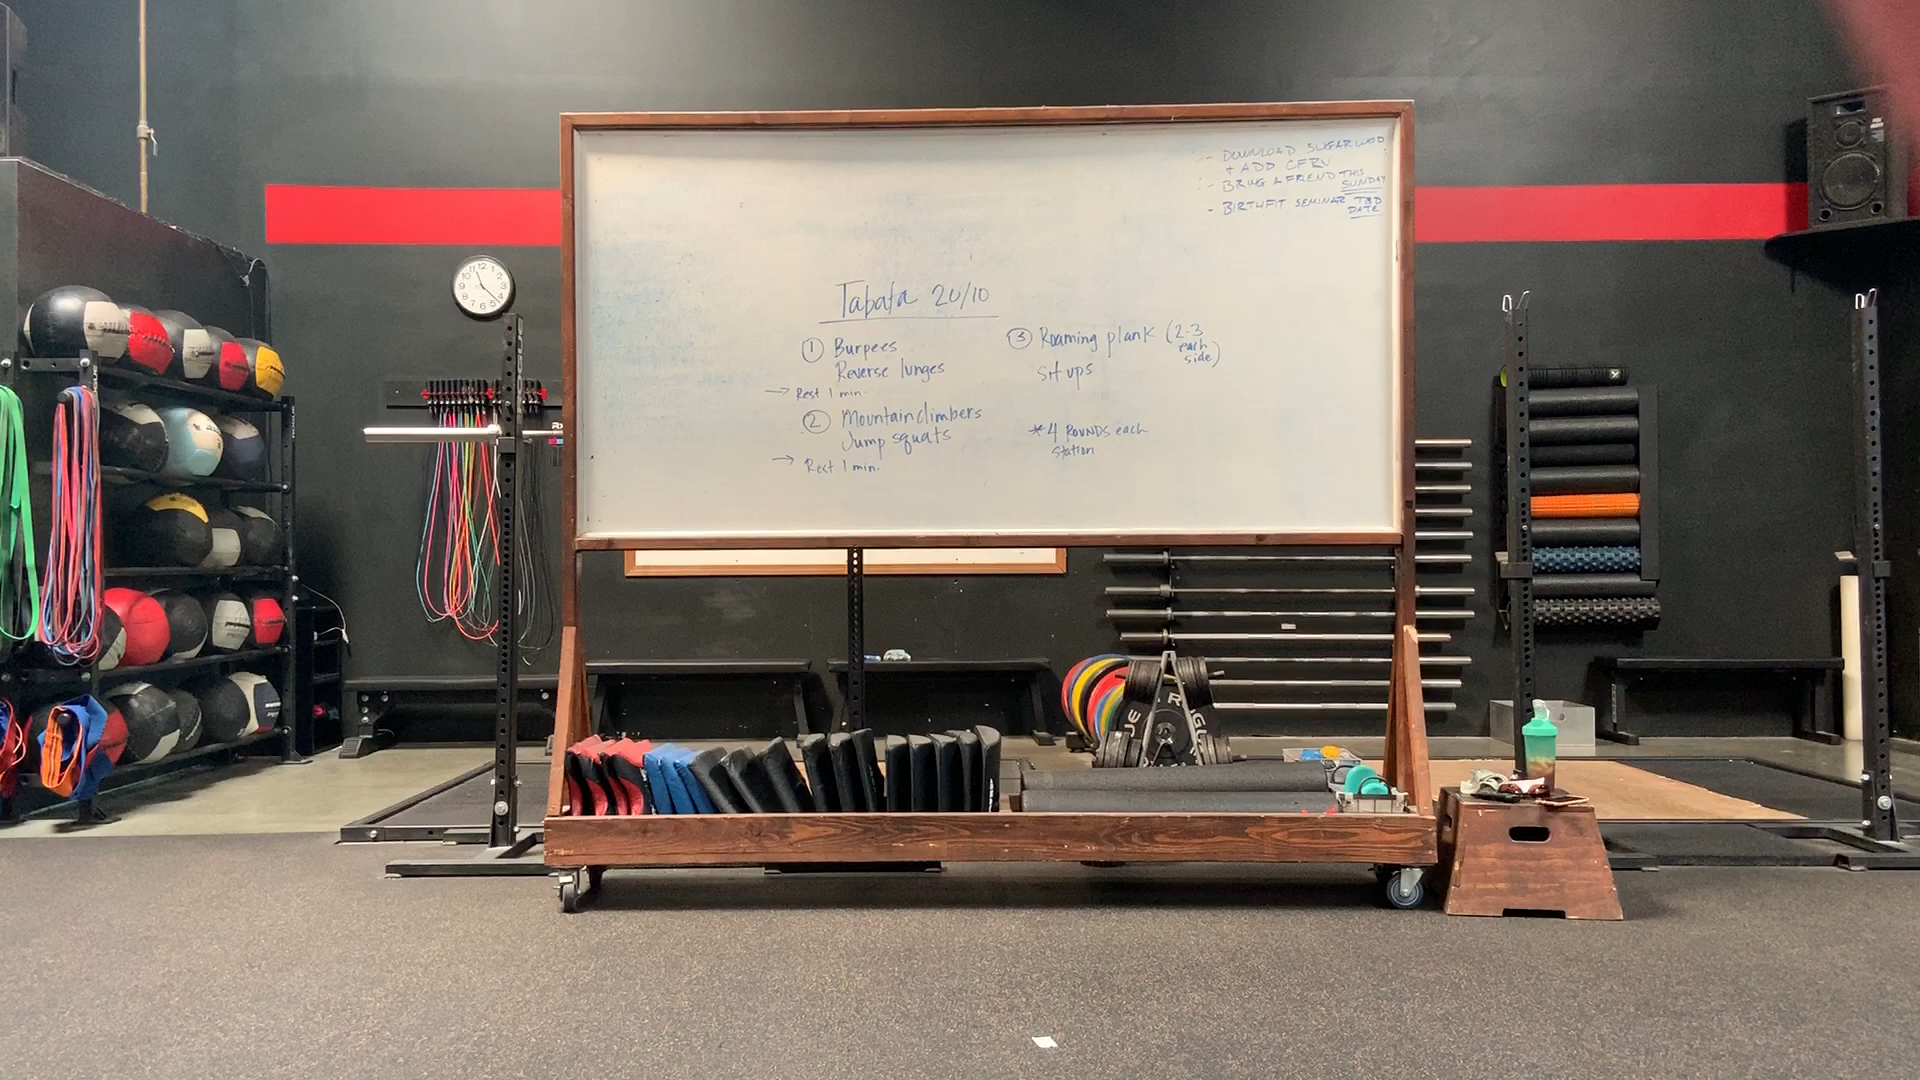 - DOWNLOAD SUGARWOD
+ ADD CFRV
- BRING A FRIEND THIS
SUNDAY
- BIRTHFIT SEMINAR TBD
DATE
Tabata 20/10
① Burpees
Reverse lunges
→ Rest 1 min.
② Mountainclimbers
Jump squats
→ Rest 1 min.
③ Roaming plank (2-3
each
side)
sit ups
*4 ROUNDS each
station